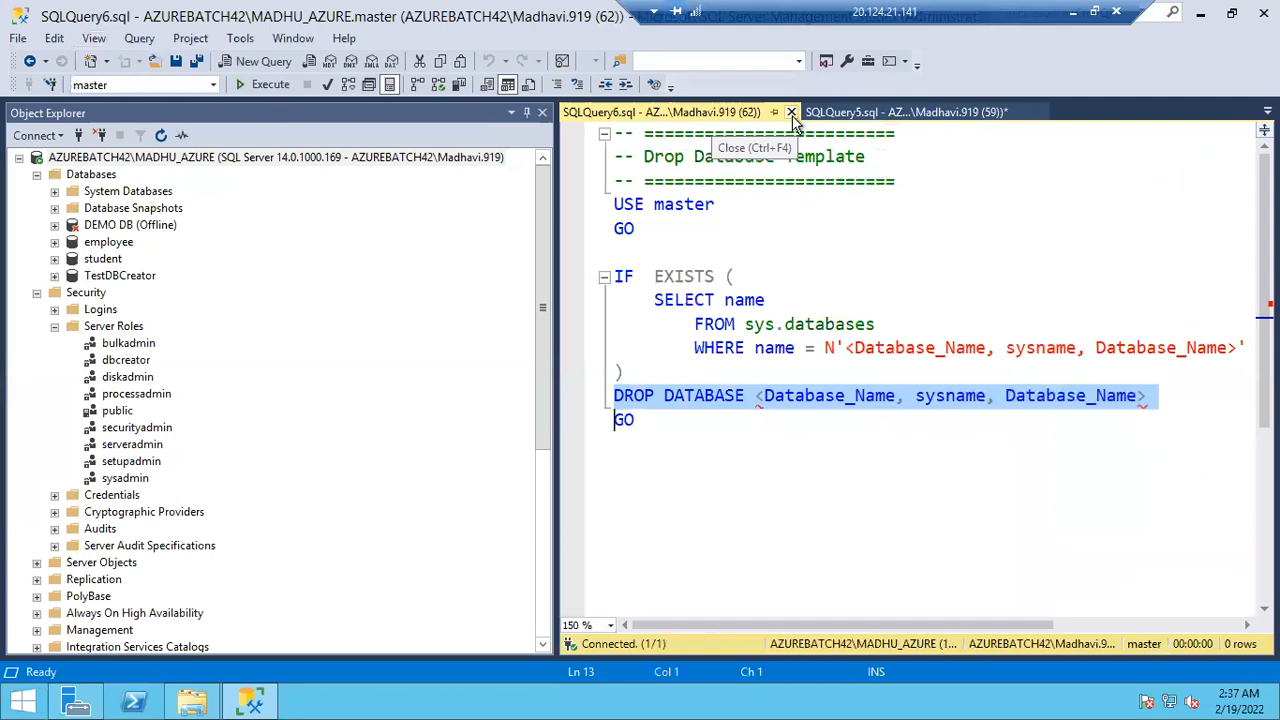 SQLQuery6.sql - AZUREBATCH42\MADHU_AZURE.master (AZUREBATCH42\Madhavi.919 (62))
20.124.21.141
File Edit View Query Project Tools Window Help
New Query
master
Execute
Object Explorer
SQLQuery6.sql - AZ...\Madhavi.919 (62))
SQLQuery5.sql - AZ...\Madhavi.919 (59))*
Connect
Close (Ctrl+F4)
AZUREBATCH42\MADHU_AZURE (SQL Server 14.0.1000.169 - AZUREBATCH42\Madhavi.919)
Databases
System Databases
Database Snapshots
DEMO DB (Offline)
employee
student
TestDBCreator
Security
Logins
Server Roles
bulkadmin
dbcreator
diskadmin
processadmin
public
securityadmin
serveradmin
setupadmin
sysadmin
Credentials
Cryptographic Providers
Audits
Server Audit Specifications
Server Objects
Replication
PolyBase
Always On High Availability
Management
Integration Services Catalogs
-- =========================
-- Drop Database Template
-- =========================
USE master
GO
IF EXISTS (
SELECT name
FROM sys.databases
WHERE name = N'<Database_Name, sysname, Database_Name>'
)
DROP DATABASE <Database_Name, sysname, Database_Name>
GO
150 %
Connected. (1/1)
AZUREBATCH42\MADHU_AZURE (1...
AZUREBATCH42\Madhavi.9...
master
00:00:00
0 rows
Ready
Ln 13
Col 1
Ch 1
INS
2:37 AM
2/19/2022